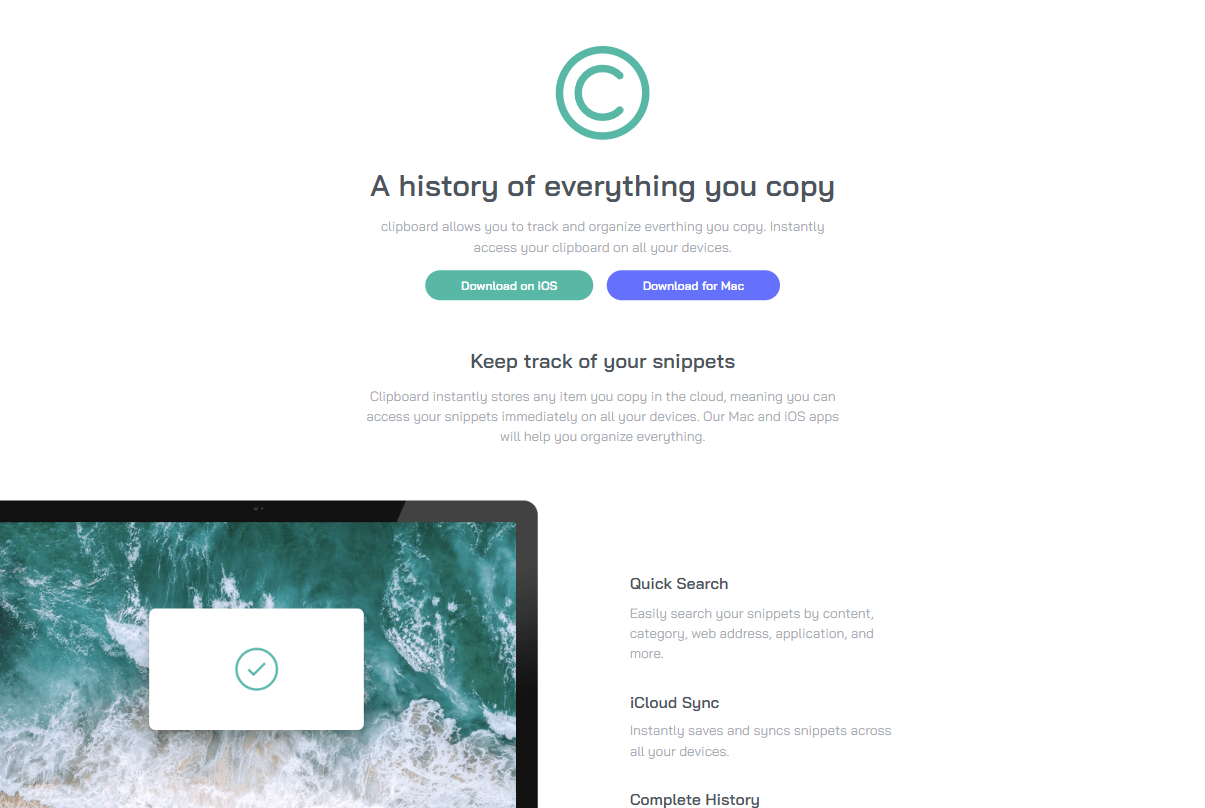 A history of everything you copy
clipboard allows you to track and organize everthing you copy. Instantly
access your clipboard on all your devices.
Download on iOS
Download for Mac
Keep track of your snippets
Clipboard instantly stores any item you copy in the cloud, meaning you can
access your snippets immediately on all your devices. Our Mac and iOS apps
will help you organize everything.
Quick Search
Easily search your snippets by content,
category, web address, application, and
more.
iCloud Sync
Instantly saves and syncs snippets across
all your devices.
Complete History